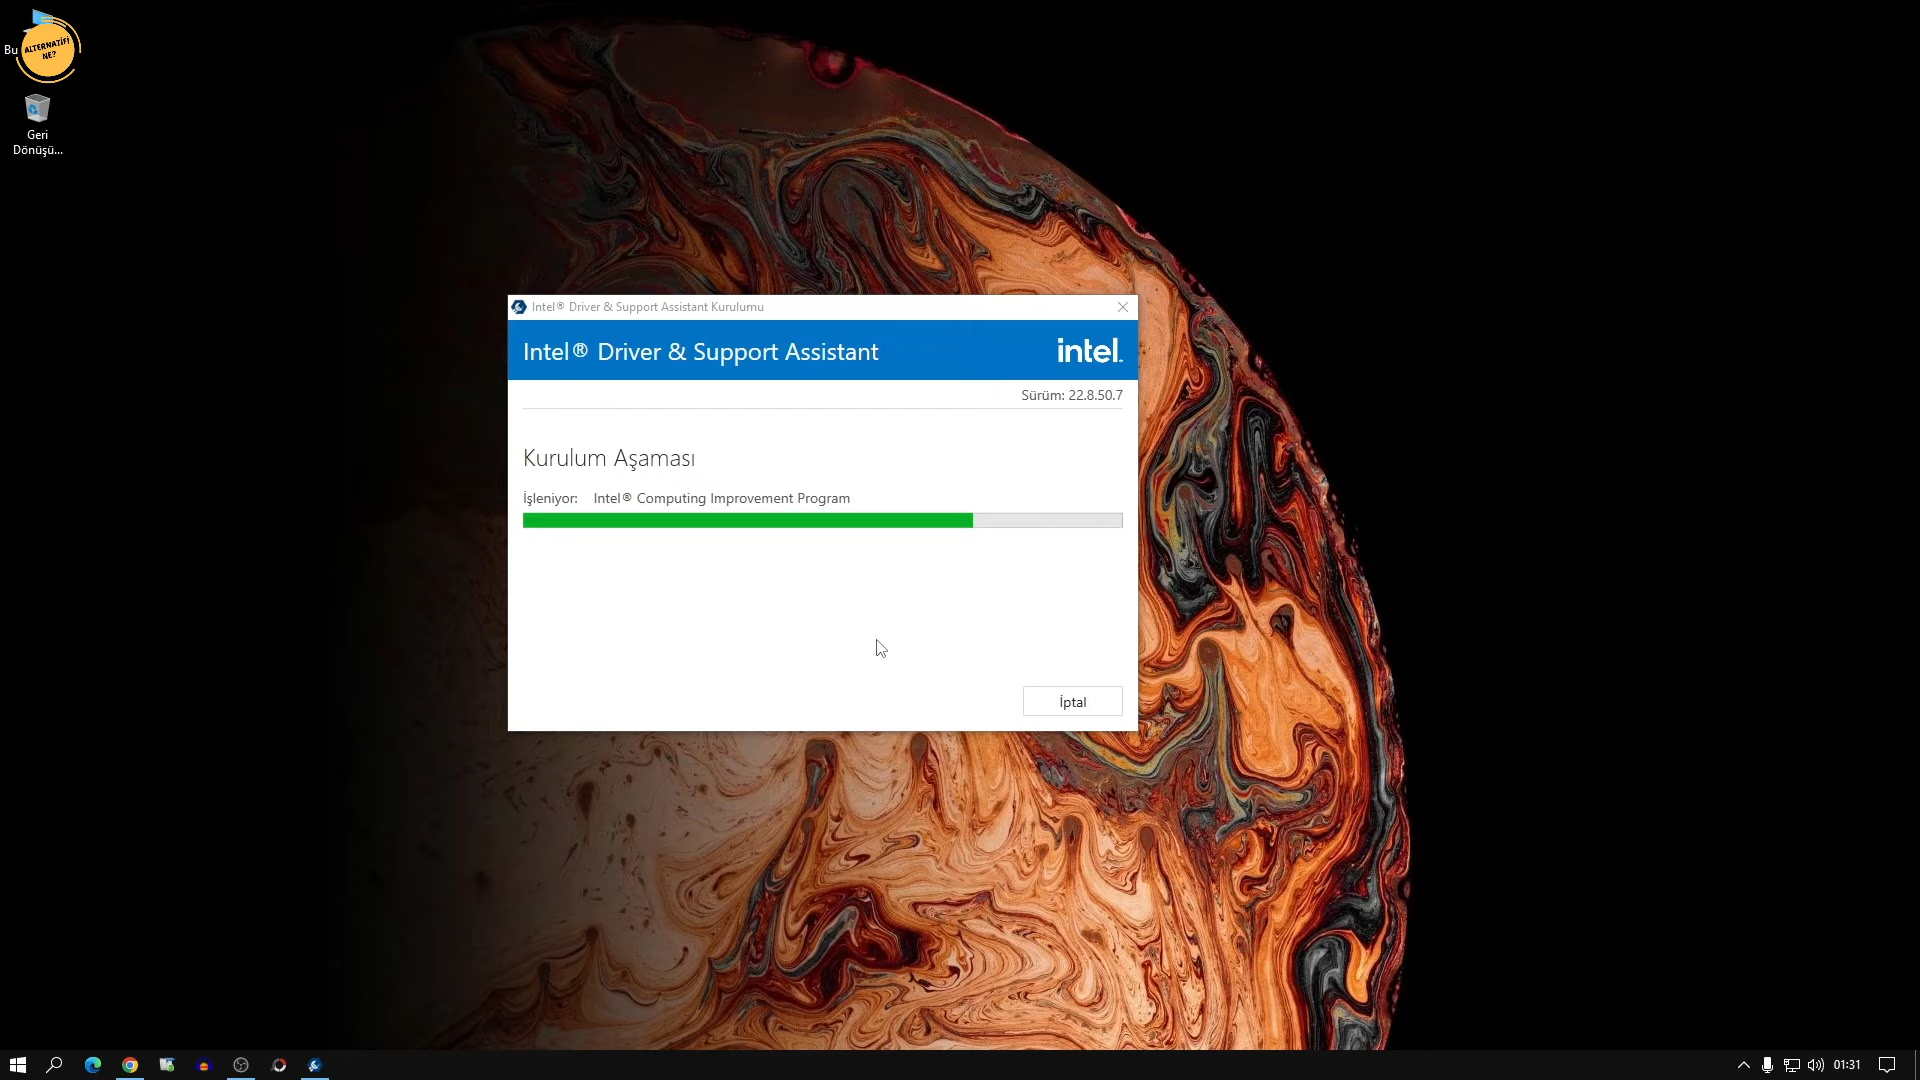 Bu
ALTERNATİFİ
NE?
Geri
Dönüşü...
Intel® Driver & Support Assistant Kurulumu
Intel® Driver & Support Assistant
intel.
Sürüm: 22.8.50.7
Kurulum Aşaması
İşleniyor: Intel® Computing Improvement Program
İptal
01:31